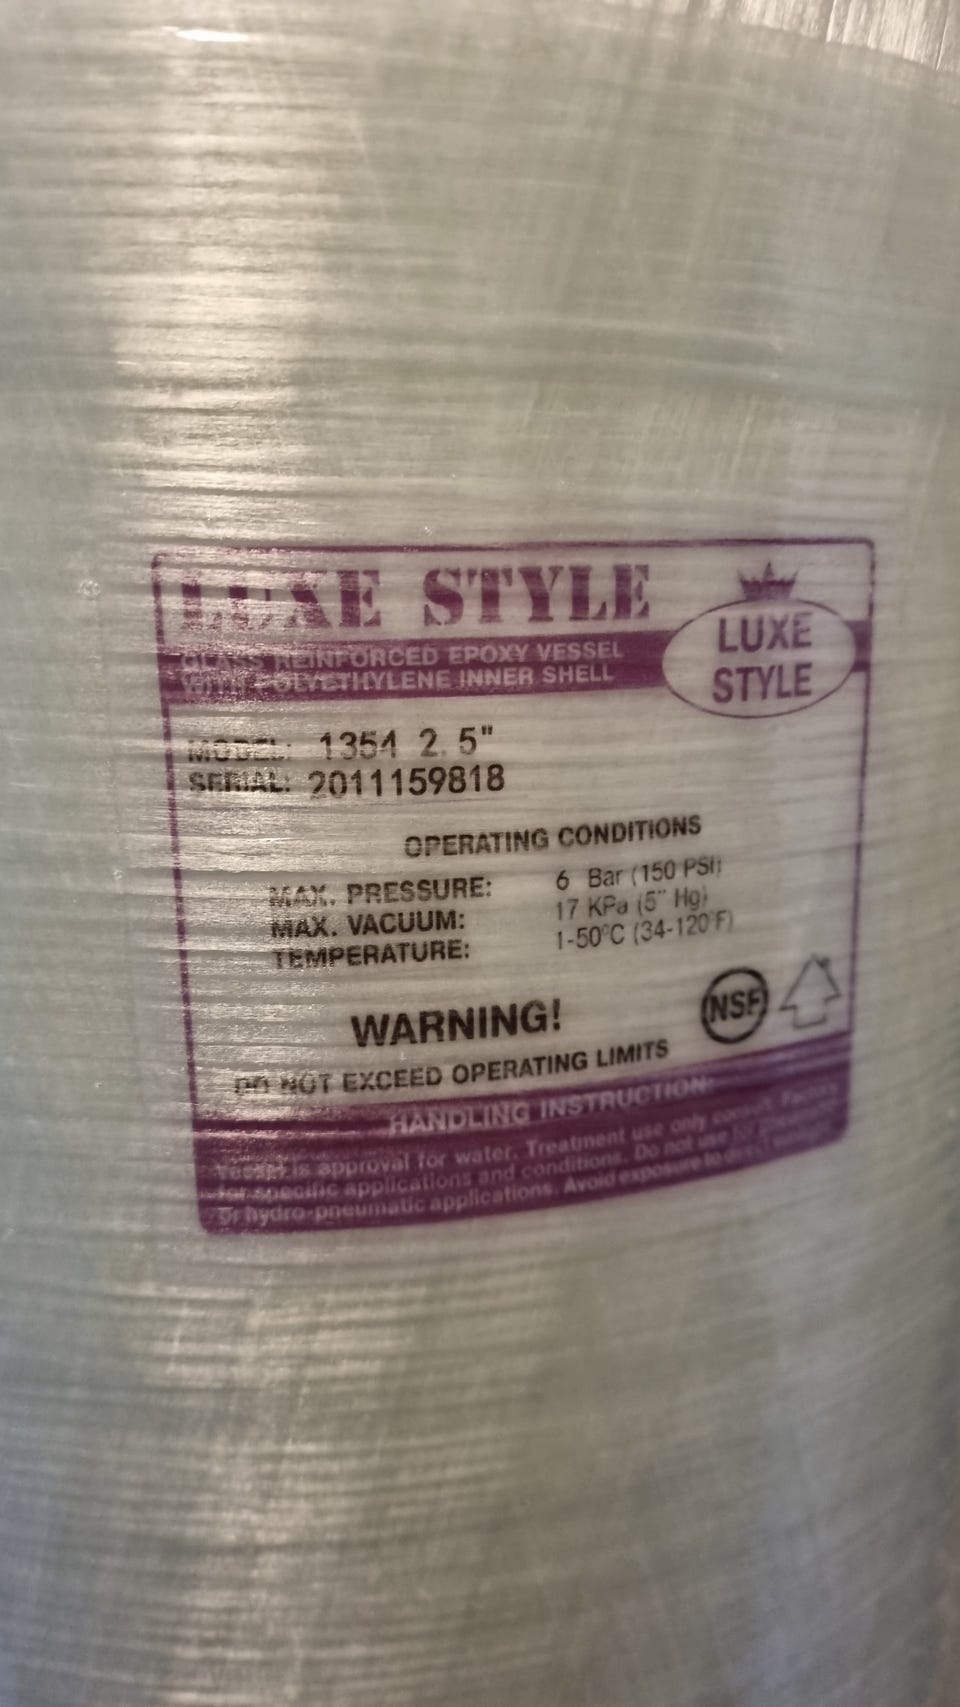 LUXE STYLE
LUXE
STYLE
GLASS REINFORCED EPOXY VESSEL
WITH POLYETHYLENE INNER SHELL
MODEL: 1354 2.5"
SERIAL: 2011159818
OPERATING CONDITIONS
MAX. PRESSURE: 6 Bar (150 PSI)
MAX. VACUUM: 17 KPa (5" Hg)
TEMPERATURE: 1-50°C (34-120°F)
NSF
WARNING!
DO NOT EXCEED OPERATING LIMITS
HANDLING INSTRUCTION:
Vessel is approval for water. Treatment use only consult. Factory
for specific applications and conditions. Do not use for pneumatic
or hydro-pneumatic applications. Avoid exposure to direct